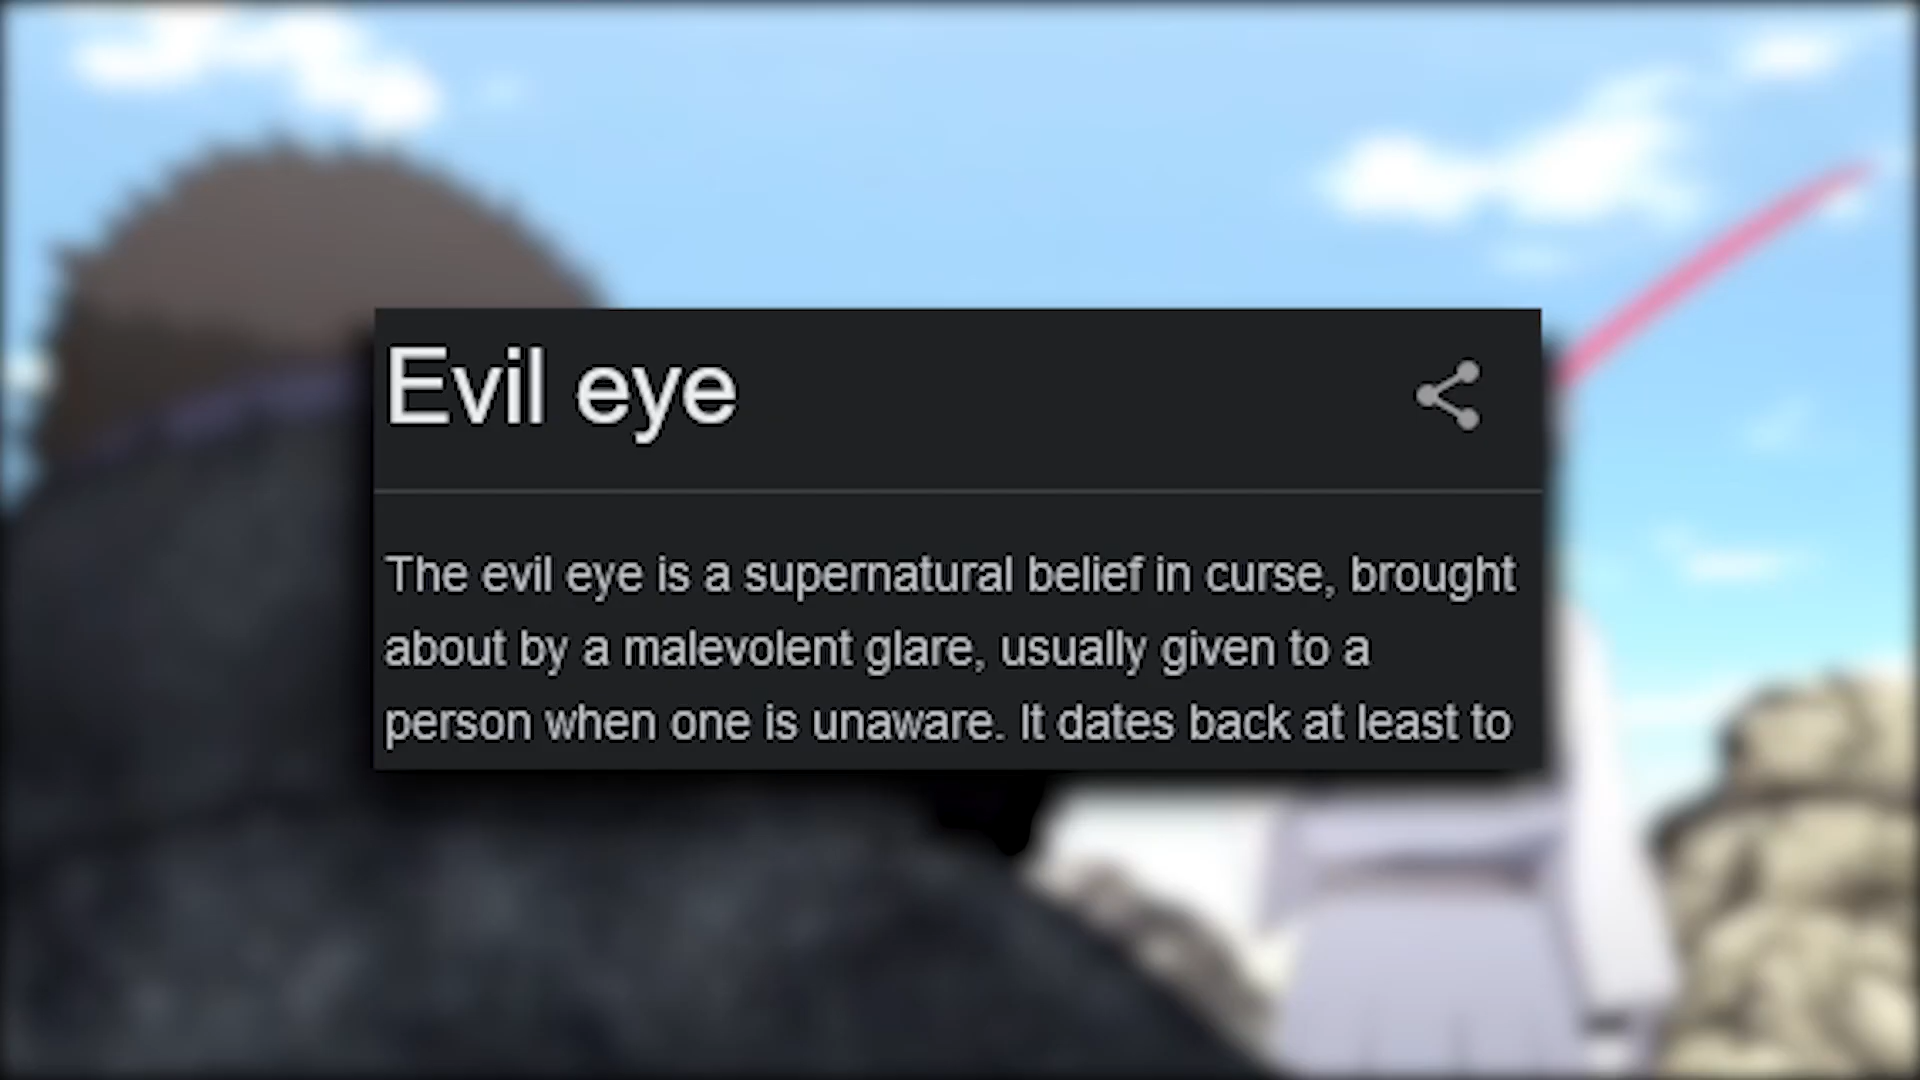 Evil eye
The evil eye is a supernatural belief in curse, brought
about by a malevolent glare, usually given to a
person when one is unaware. It dates back at least to